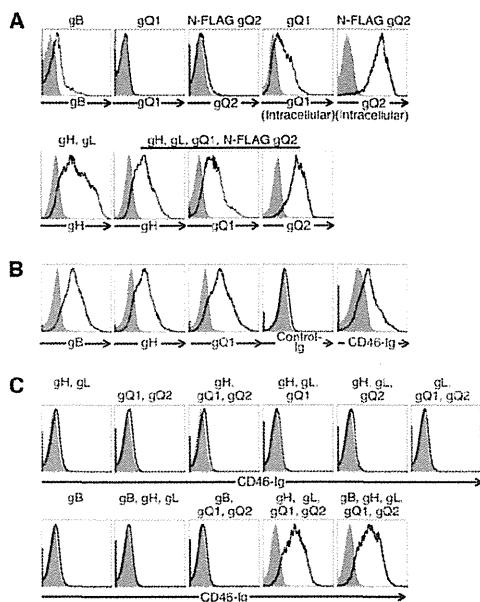 A
gB gQ1 N-FLAG gQ2 gQ1 N-FLAG gQ2
gB gQ1 gQ2 gQ1 gQ2
(Intracellular) (Intracellular)
gH, gL gH, gL, gQ1, N-FLAG gQ2
gH gH gQ1 gQ2
B
gB gH gQ1 Control-Ig CD46-Ig
C
gH, gL gQ1, gQ2 gH, gQ1, gQ2 gH, gL, gQ1 gH, gL, gQ2 gL, gQ1, gQ2
CD46-Ig
gB gB, gH, gL gB, gQ1, gQ2 gH, gL, gQ1, gQ2 gB, gH, gL, gQ1, gQ2
CD46-Ig